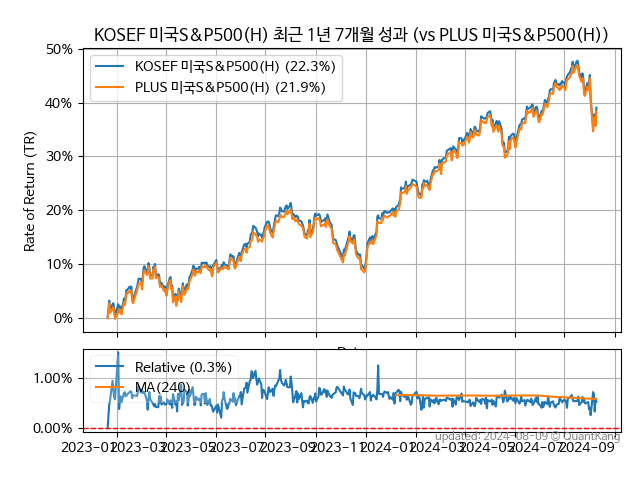 KOSEF 미국S&P500(H) 최근 1년 7개월 성과 (vs PLUS 미국S&P500(H))
50%
KOSEF 미국S&P500(H) (22.3%)
PLUS 미국S&P500(H) (21.9%)
40%
30%
20%
10%
0%
Rate of Return (TR)
Relative (0.3%)
MA(240)
1.00%
0.00%
updated: 2024-08-09 © QuantKang
2023-01 2023-03 2023-05 2023-07 2023-09 2023-11 2024-01 2024-03 2024-05 2024-07 2024-09